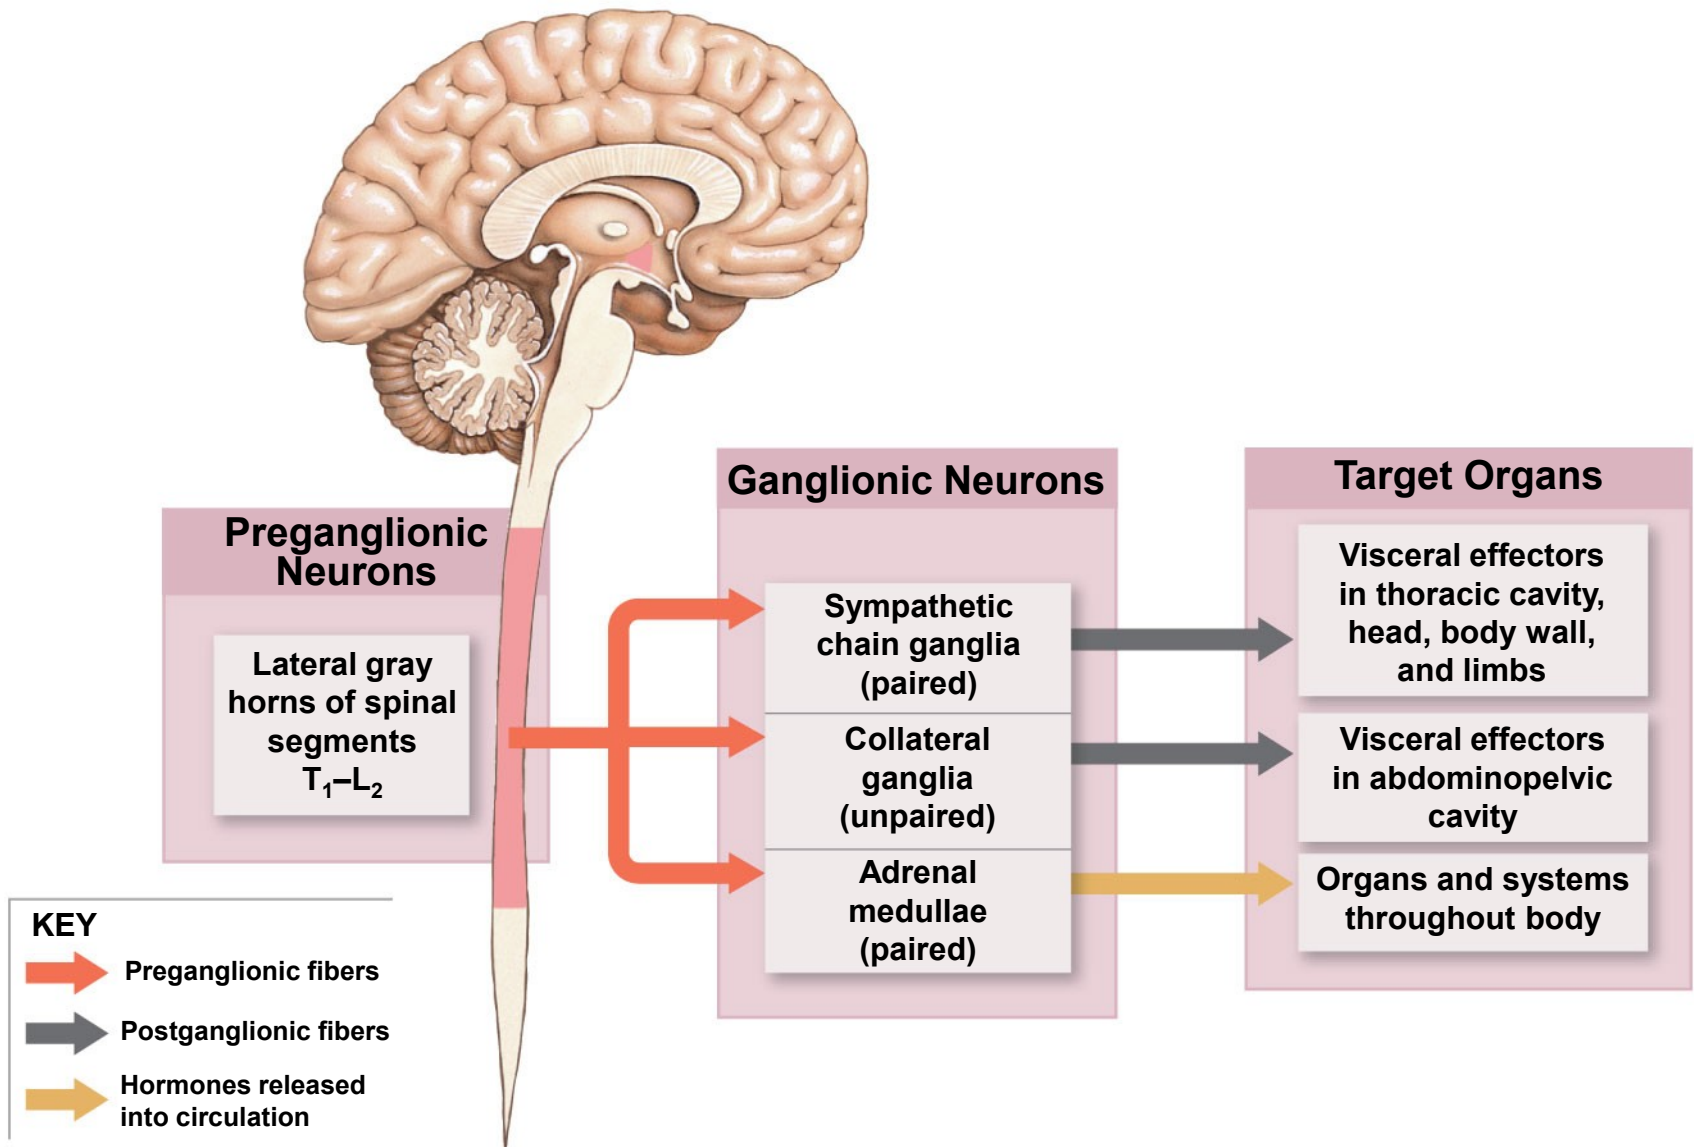 Preganglionic
Neurons
Lateral gray
horns of spinal
segments
T₁–L₂
Ganglionic Neurons
Sympathetic
chain ganglia
(paired)
Collateral
ganglia
(unpaired)
Adrenal
medullae
(paired)
Target Organs
Visceral effectors
in thoracic cavity,
head, body wall,
and limbs
Visceral effectors
in abdominopelvic
cavity
Organs and systems
throughout body
KEY
Preganglionic fibers
Postganglionic fibers
Hormones released
into circulation